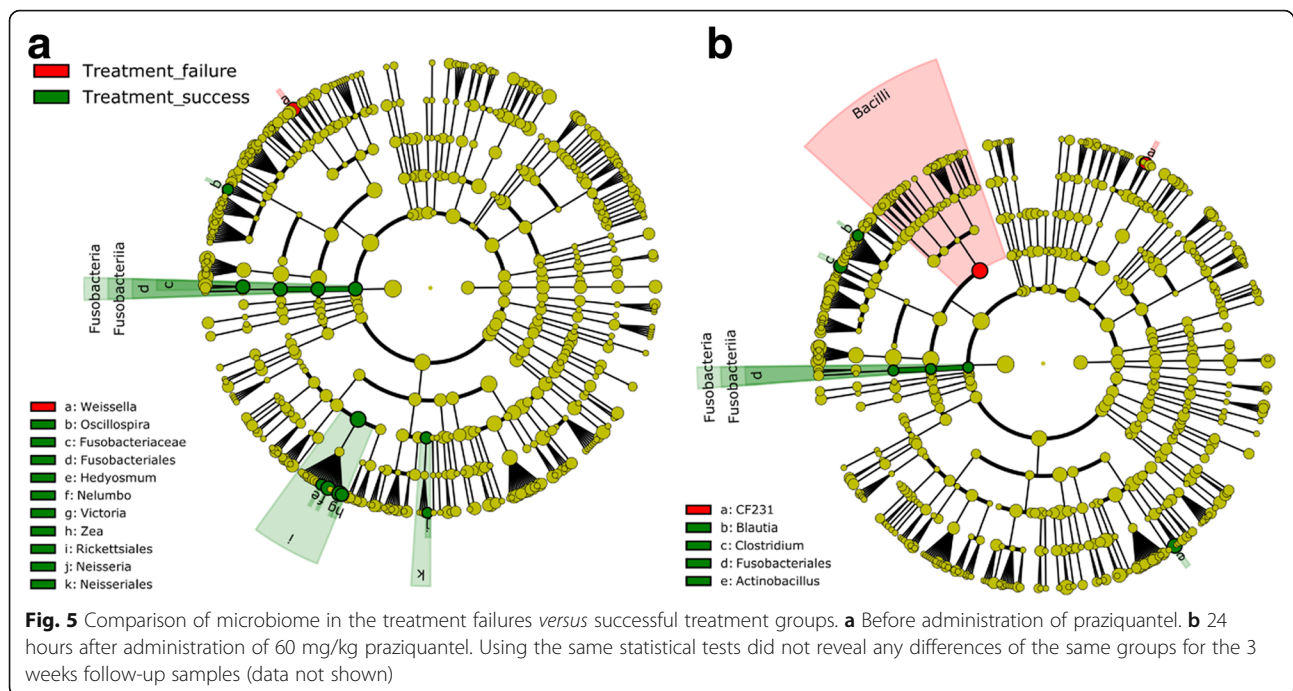 a
Treatment_failure
Treatment_success
a
b
Fusobacteria
Fusobacteriia
d
c
e
f
g
h
i
j
k
a: Weissella
b: Oscillospira
c: Fusobacteriaceae
d: Fusobacteriales
e: Hedyosmum
f: Nelumbo
g: Victoria
h: Zea
i: Rickettsiales
j: Neisseria
k: Neisseriales
b
Bacilli
a
b
c
Fusobacteria
Fusobacteriia
d
e
a: CF231
b: Blautia
c: Clostridium
d: Fusobacteriales
e: Actinobacillus
Fig. 5 Comparison of microbiome in the treatment failures versus successful treatment groups. a Before administration of praziquantel. b 24
hours after administration of 60 mg/kg praziquantel. Using the same statistical tests did not reveal any differences of the same groups for the 3
weeks follow-up samples (data not shown)